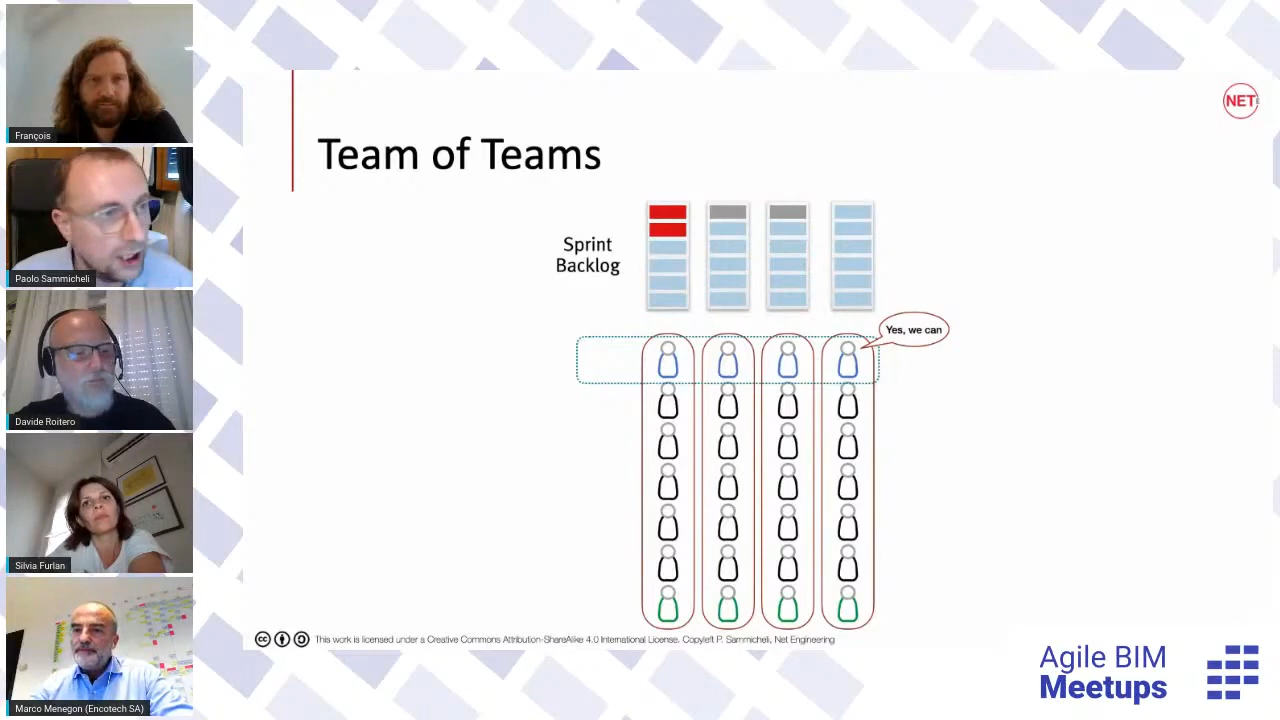 François
Paolo Sammicheli
Davide Roitero
Silvia Furlan
Marco Menegon (Encotech SA)
NET
Team of Teams
Sprint
Backlog
Yes, we can
This work is licensed under a Creative Commons Attribution-ShareAlike 4.0 International License. Copyleft P. Sammicheli, Net Engineering
Agile BIM
Meetups